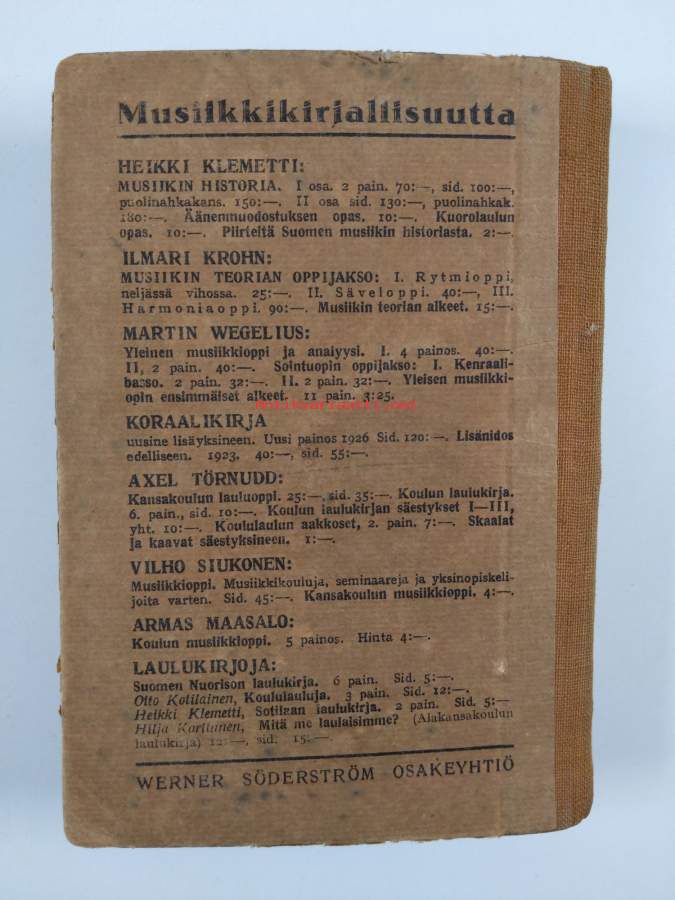 Musiikkikirjallisuutta
HEIKKI KLEMETTI:
MUSIIKIN HISTORIA. I osa. 2 pain. 70:—, sid. 100:—,
puolinahkakans. 150:—. II osa sid. 130:—, puolinahkak.
180:—. Äänenmuodostuksen opas. 10:—. Kuorolaulun
opas. 10:—. Piirteitä Suomen musiikin historiasta. 2:—.
ILMARI KROHN:
MUSIIKIN TEORIAN OPPIJAKSO: I. Rytmioppi,
neljässä vihossa. 25:—. II. Säveloppi. 40:—, III.
Harmoniaoppi. 90:—. Musiikin teorian alkeet. 15:—.
MARTIN WEGELIUS:
Yleinen musiikkioppi ja analyysi. I. 4 painos. 40:—.
II, 2 pain. 40:—. Sointuopin oppijakso: I. Kenraali-
basso. 2 pain. 32:—. II. 2 pain. 32:—. Yleisen musiikki-
opin ensimmäiset alkeet. 11 pain. 3:25.
KORAALIKIRJA
uusine lisäyksineen. Uusi painos 1926 Sid. 120:—. Lisänidos
edelliseen. 1923. 40:—, sid. 55:—.
AXEL TÖRNUDD:
Kansakoulun lauluoppi. 25:—, sid. 35:—. Koulun laulukirja.
6. pain., sid. 10:—. Koulun laulukirjan säestykset I—III,
yht. 10:—. Koululaulun aakkoset, 2. pain. 7:—. Skaalat
ja kaavat säestyksineen. 1:—.
VILHO SIUKONEN:
Musiikkioppi. Musiikkikouluja, seminaareja ja yksinopiskeli-
joita varten. Sid. 45:—. Kansakoulun musiikkioppi. 4:—.
ARMAS MAASALO:
Koulun musiikkioppi. 5 painos. Hinta 4:—.
LAULUKIRJOJA:
Suomen Nuorison laulukirja. 6 pain. Sid. 5:—.
Otto Kotilainen, Koululauluja. 3 pain. Sid. 12:—.
Heikki Klemetti, Sotilaan laulukirja. 2 pain. Sid. 5:—
Hilja Karttunen, Mitä me laulaisimme? (Alakansakoulun
laulukirja) 12:—, sid. 15:—.
WERNER SÖDERSTRÖM OSAKEYHTIÖ